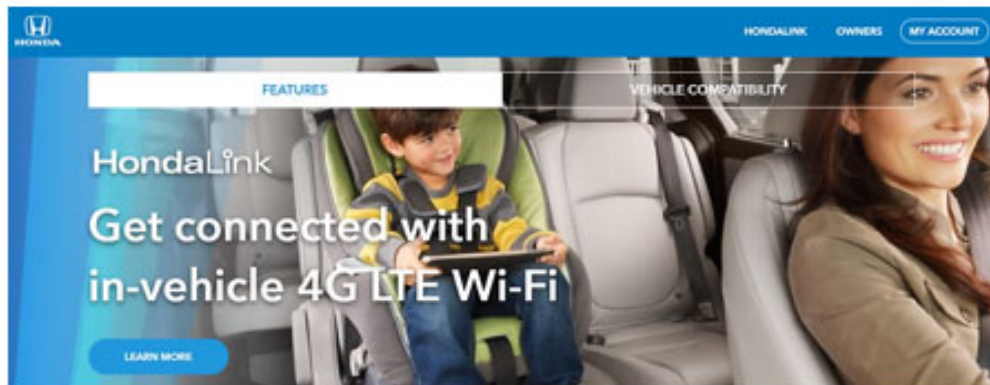 HONDA
HONDALINK OWNERS MY ACCOUNT
FEATURES VEHICLE COMPATIBILITY
HondaLink
Get connected with
in-vehicle 4G LTE Wi-Fi
LEARN MORE